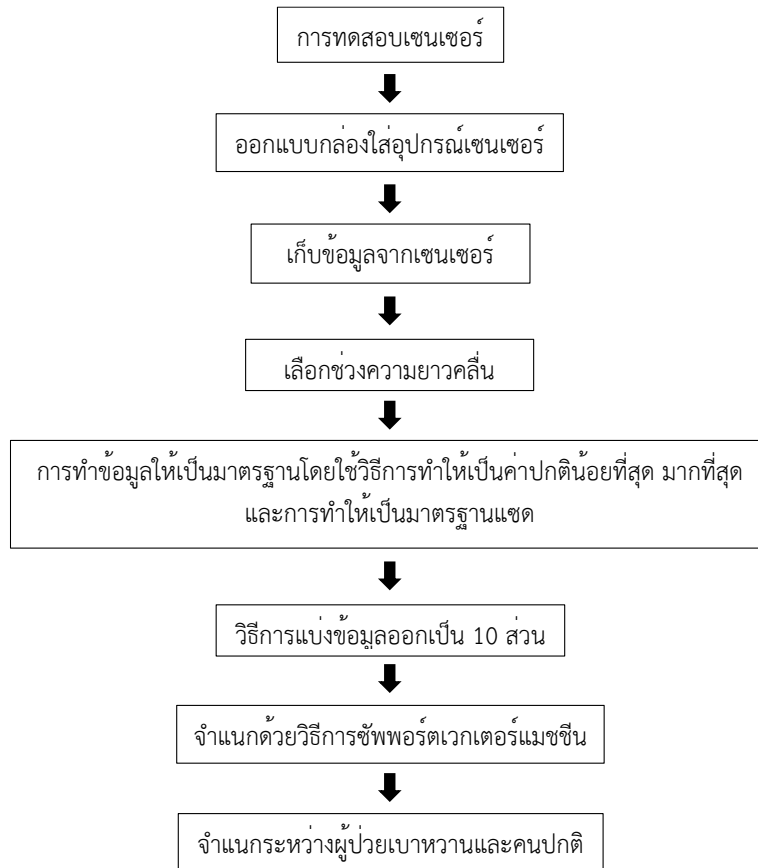 การทดสอบเซนเซอร์
ออกแบบกล่องใส่อุปกรณ์เซนเซอร์
เก็บข้อมูลจากเซนเซอร์
เลือกช่วงความยาวคลื่น
การทำข้อมูลให้เป็นมาตรฐานโดยใช้วิธีการทำให้เป็นค่าปกติน้อยที่สุด มากที่สุด
และการทำให้เป็นมาตรฐานแซด
วิธีการแบ่งข้อมูลออกเป็น 10 ส่วน
จำแนกด้วยวิธีการซัพพอร์ตเวกเตอร์แมชชีน
จำแนกระหว่างผู้ป่วยเบาหวานและคนปกติ